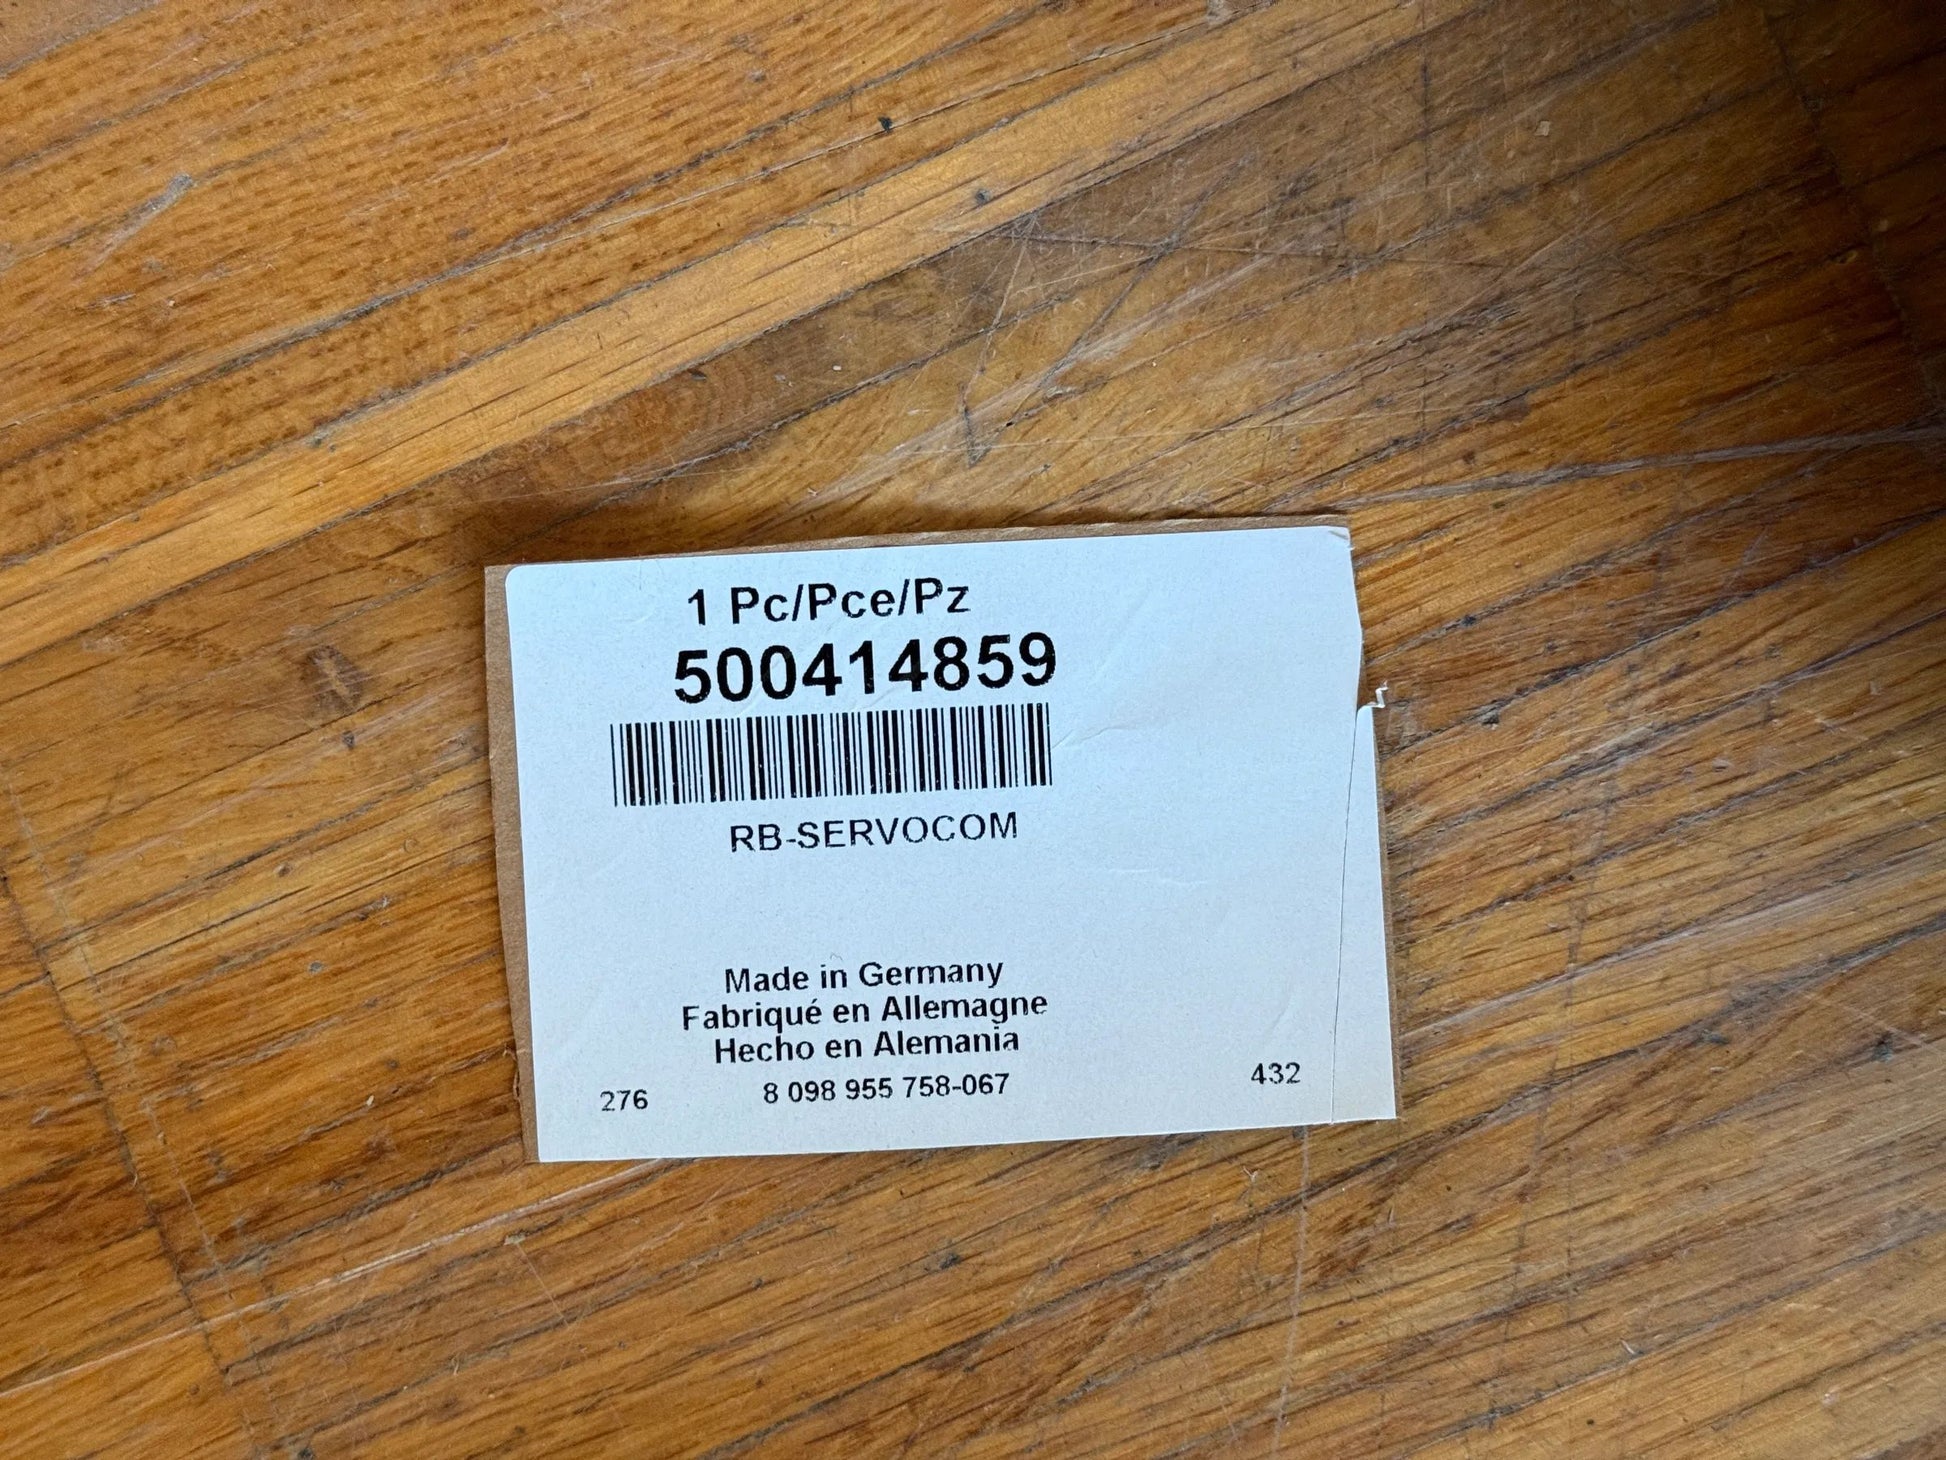 1 Pc/Pce/Pz
500414859
RB-SERVOCOM
Made in Germany
Fabriqué en Allemagne
Hecho en Alemania
276 8 098 955 758-067 432